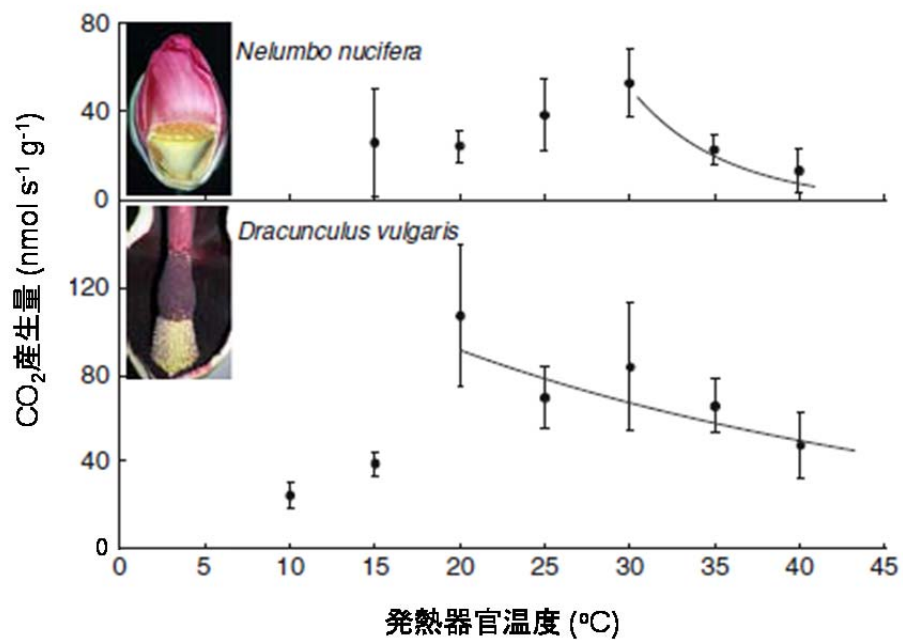 80
Nelumbo nucifera
40
0
Dracunculus vulgaris
120
80
40
0
0 5 10 15 20 25 30 35 40 45
CO₂産生量 (nmol s⁻¹ g⁻¹)
発熱器官温度 (°C)